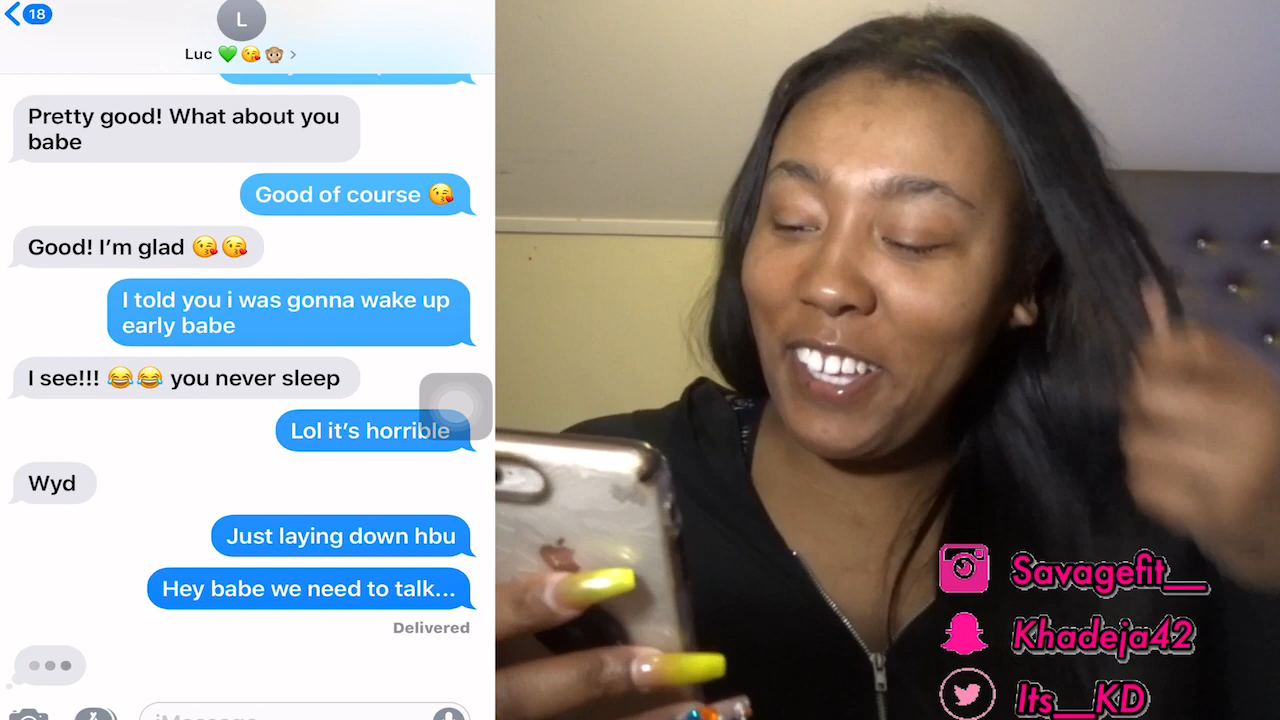 18
L
Luc 💚😘🙊 >
Pretty good! What about you
babe
Good of course 😘
Good! I'm glad 😘😘
I told you i was gonna wake up
early babe
I see!!! 😂😂 you never sleep
Lol it's horrible
Wyd
Just laying down hbu
Hey babe we need to talk...
Delivered
iMessage
Savagefit__
Khadeja42
Its__KD